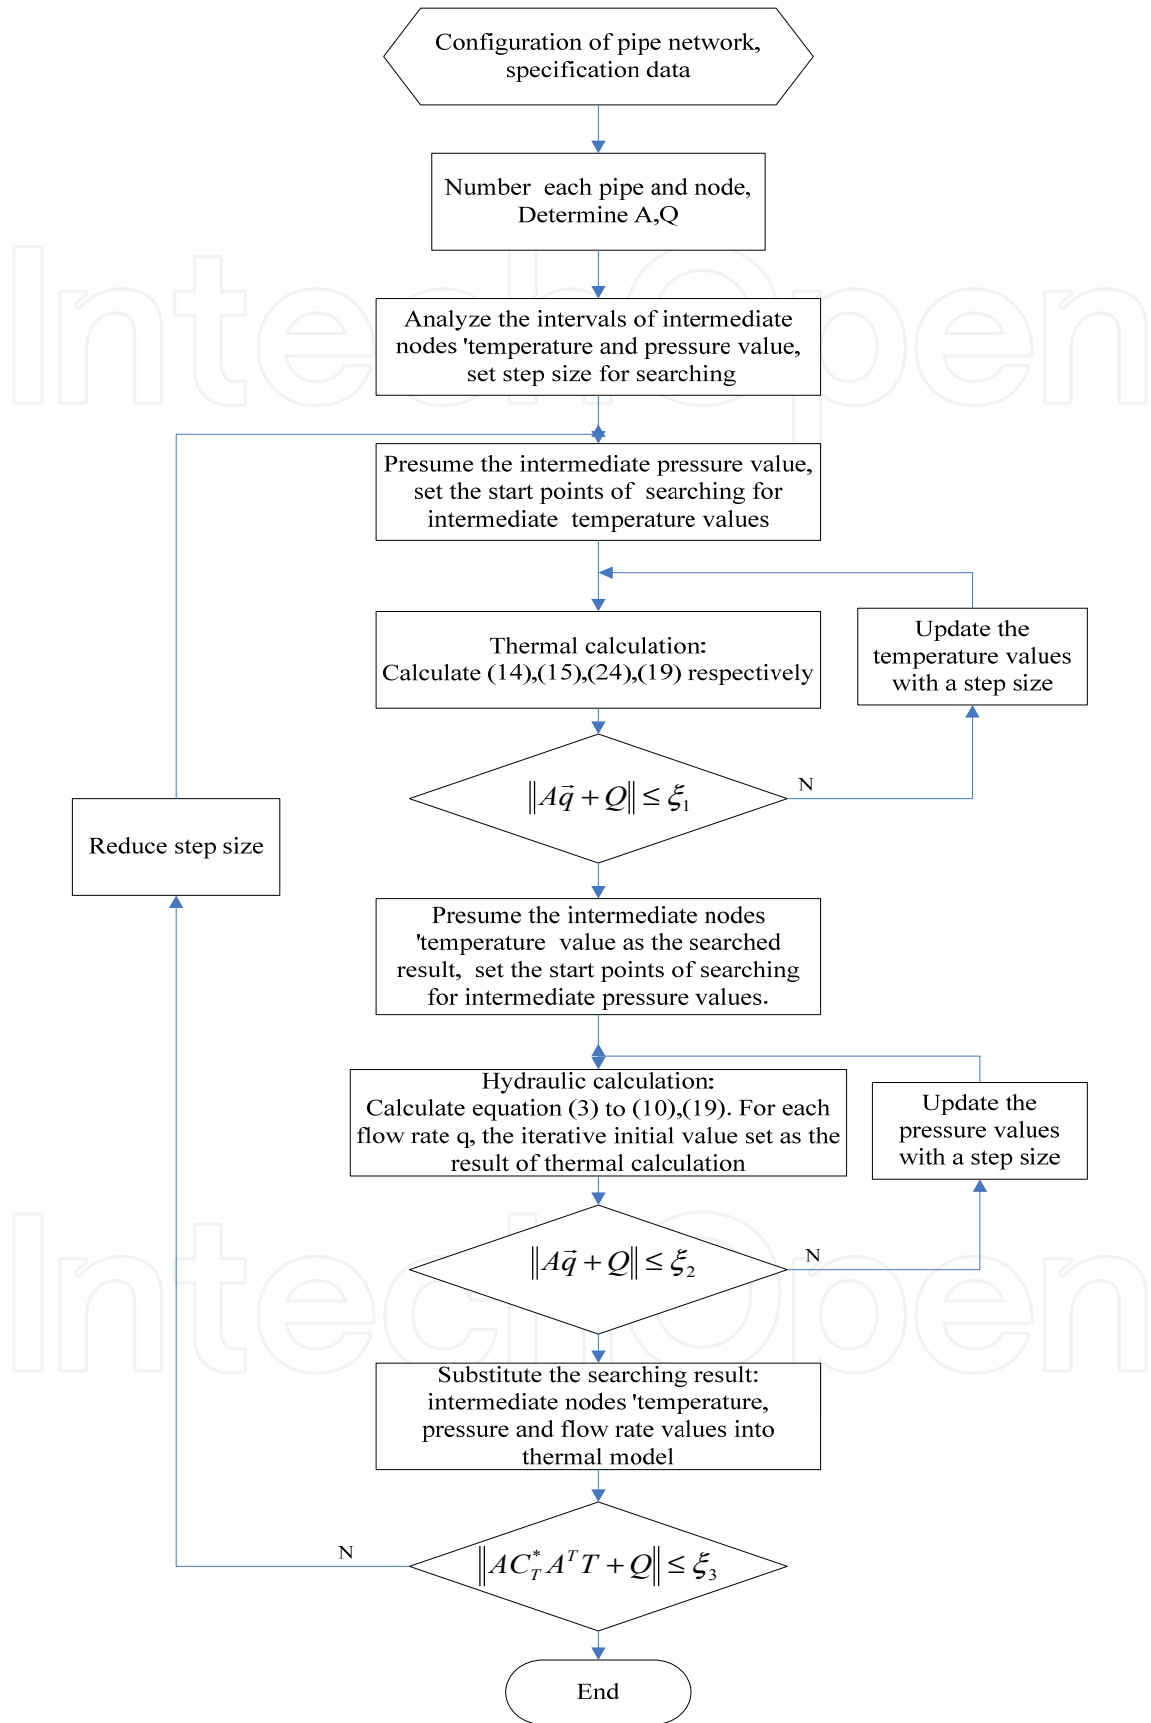 Configuration of pipe network,
specification data
Number each pipe and node,
Determine A,Q
Analyze the intervals of intermediate
nodes 'temperature and pressure value,
set step size for searching
Presume the intermediate pressure value,
set the start points of searching for
intermediate temperature values
Thermal calculation:
Calculate (14),(15),(24),(19) respectively
Update the
temperature values
with a step size
‖Aq⃗ + Q‖ ≤ ξ₁
N
Reduce step size
Presume the intermediate nodes
'temperature value as the searched
result, set the start points of searching
for intermediate pressure values.
Hydraulic calculation:
Calculate equation (3) to (10),(19). For each
flow rate q, the iterative initial value set as the
result of thermal calculation
Update the
pressure values
with a step size
‖Aq⃗ + Q‖ ≤ ξ₂
N
Substitute the searching result:
intermediate nodes 'temperature,
pressure and flow rate values into
thermal model
‖AC*_T A^T T + Q‖ ≤ ξ₃
N
End
IntechOpen
IntechOpen